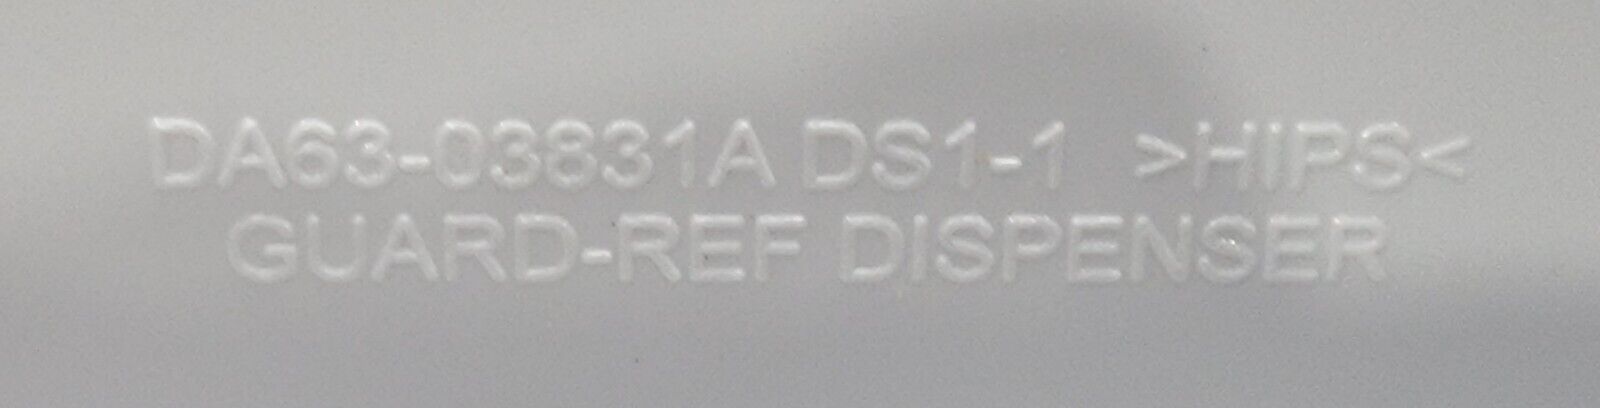 DA63-03831A DS1-1 >HIPS<
GUARD-REF DISPENSER